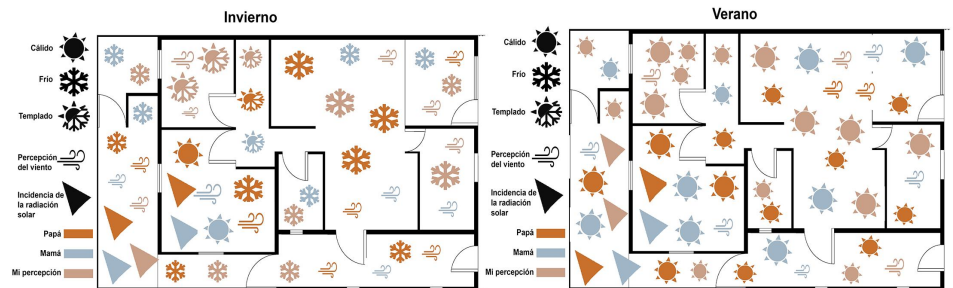 Invierno
Cálido
Frío
Templado
Percepción
del viento
Incidencia de
la radiación
solar
Papá
Mamá
Mi percepción
Verano
Cálido
Frío
Templado
Percepción
del viento
Incidencia de
la radiación
solar
Papá
Mamá
Mi percepción